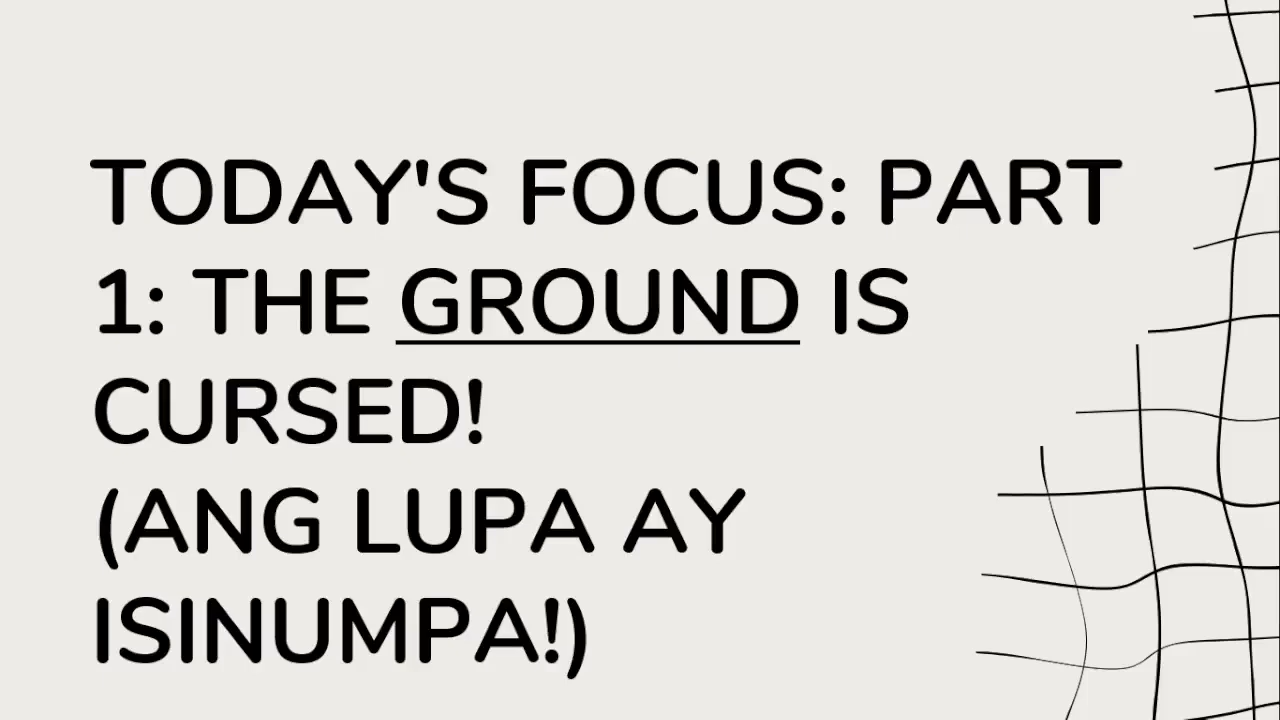 TODAY'S FOCUS: PART
1: THE GROUND IS
CURSED!
(ANG LUPA AY
ISINUMPA!)